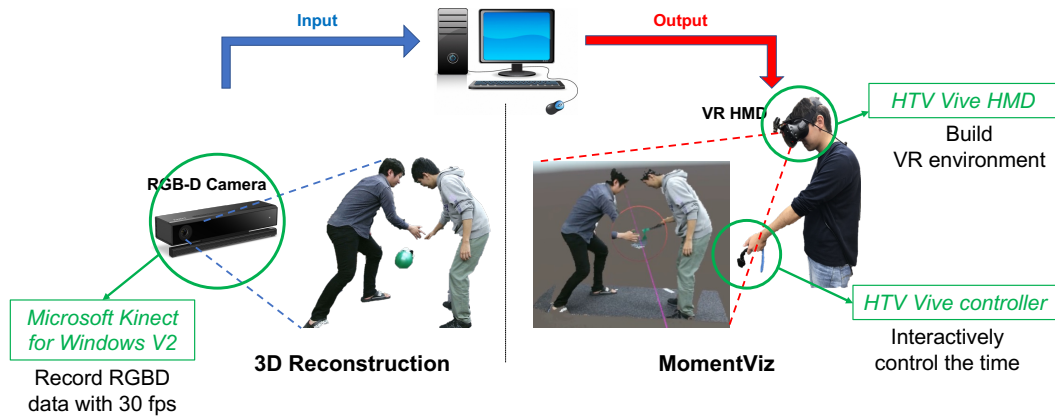 Input
Output
VR HMD
HTV Vive HMD
Build
VR environment
RGB-D Camera
Microsoft Kinect
for Windows V2
Record RGBD
data with 30 fps
3D Reconstruction
MomentViz
HTV Vive controller
Interactively
control the time